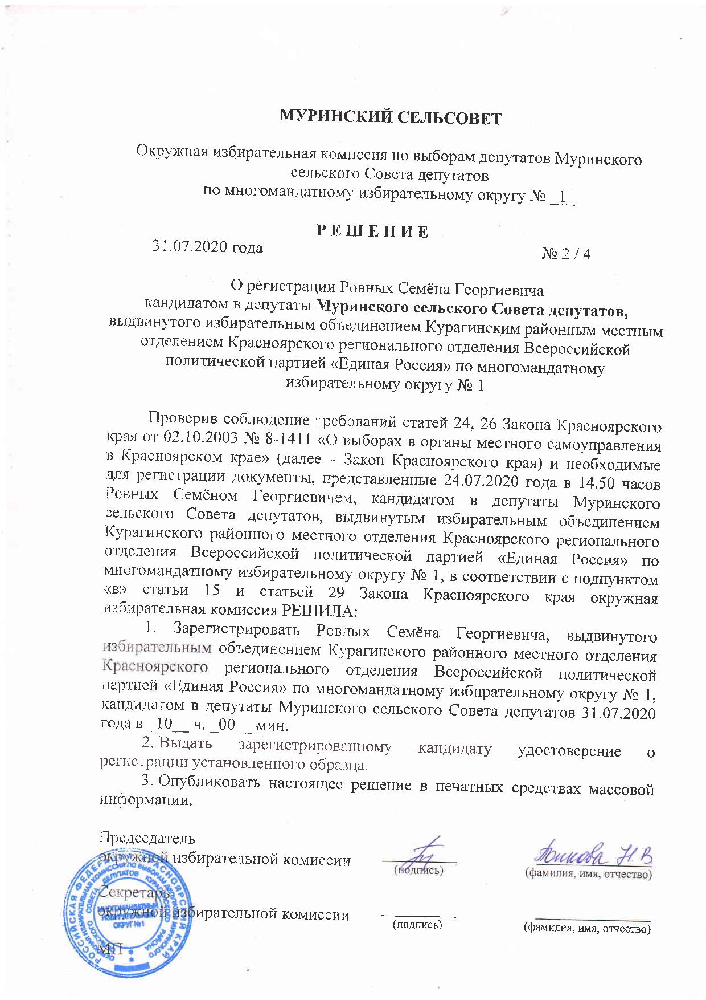 МУРИНСКИЙ СЕЛЬСОВЕТ
Окружная избирательная комиссия по выборам депутатов Муринского
сельского Совета депутатов
по многомандатному избирательному округу № _1_
Р Е Ш Е Н И Е
31.07.2020 года
№ 2 / 4
О регистрации Ровных Семёна Георгиевича
кандидатом в депутаты Муринского сельского Совета депутатов,
выдвинутого избирательным объединением Курагинским районным местным
отделением Красноярского регионального отделения Всероссийской
политической партией «Единая Россия» по многомандатному
избирательному округу № 1
Проверив соблюдение требований статей 24, 26 Закона Красноярского
края от 02.10.2003 № 8-1411 «О выборах в органы местного самоуправления
в Красноярском крае» (далее – Закон Красноярского края) и необходимые
для регистрации документы, представленные 24.07.2020 года в 14.50 часов
Ровных Семёном Георгиевичем, кандидатом в депутаты Муринского
сельского Совета депутатов, выдвинутым избирательным объединением
Курагинского районного местного отделения Красноярского регионального
отделения Всероссийской политической партией «Единая Россия» по
многомандатному избирательному округу № 1, в соответствии с подпунктом
«в» статьи 15 и статьей 29 Закона Красноярского края окружная
избирательная комиссия РЕШИЛА:
1. Зарегистрировать Ровных Семёна Георгиевича, выдвинутого
избирательным объединением Курагинского районного местного отделения
Красноярского регионального отделения Всероссийской политической
партией «Единая Россия» по многомандатному избирательному округу № 1,
кандидатом в депутаты Муринского сельского Совета депутатов 31.07.2020
года в _10__ ч. _00__ мин.
2. Выдать зарегистрированному кандидату удостоверение о
регистрации установленного образца.
3. Опубликовать настоящее решение в печатных средствах массовой
информации.
Председатель
окружной избирательной комиссии
Н.В.
(подпись)
(фамилия, имя, отчество)
Секретарь
окружной избирательной комиссии
(подпись)
(фамилия, имя, отчество)
МП
РОССИЙСКАЯ ФЕДЕРАЦИЯ КРАСНОЯРСКИЙ КРАЙ
МНОГОМАНДАТНЫЙ
ОКРУГ №1